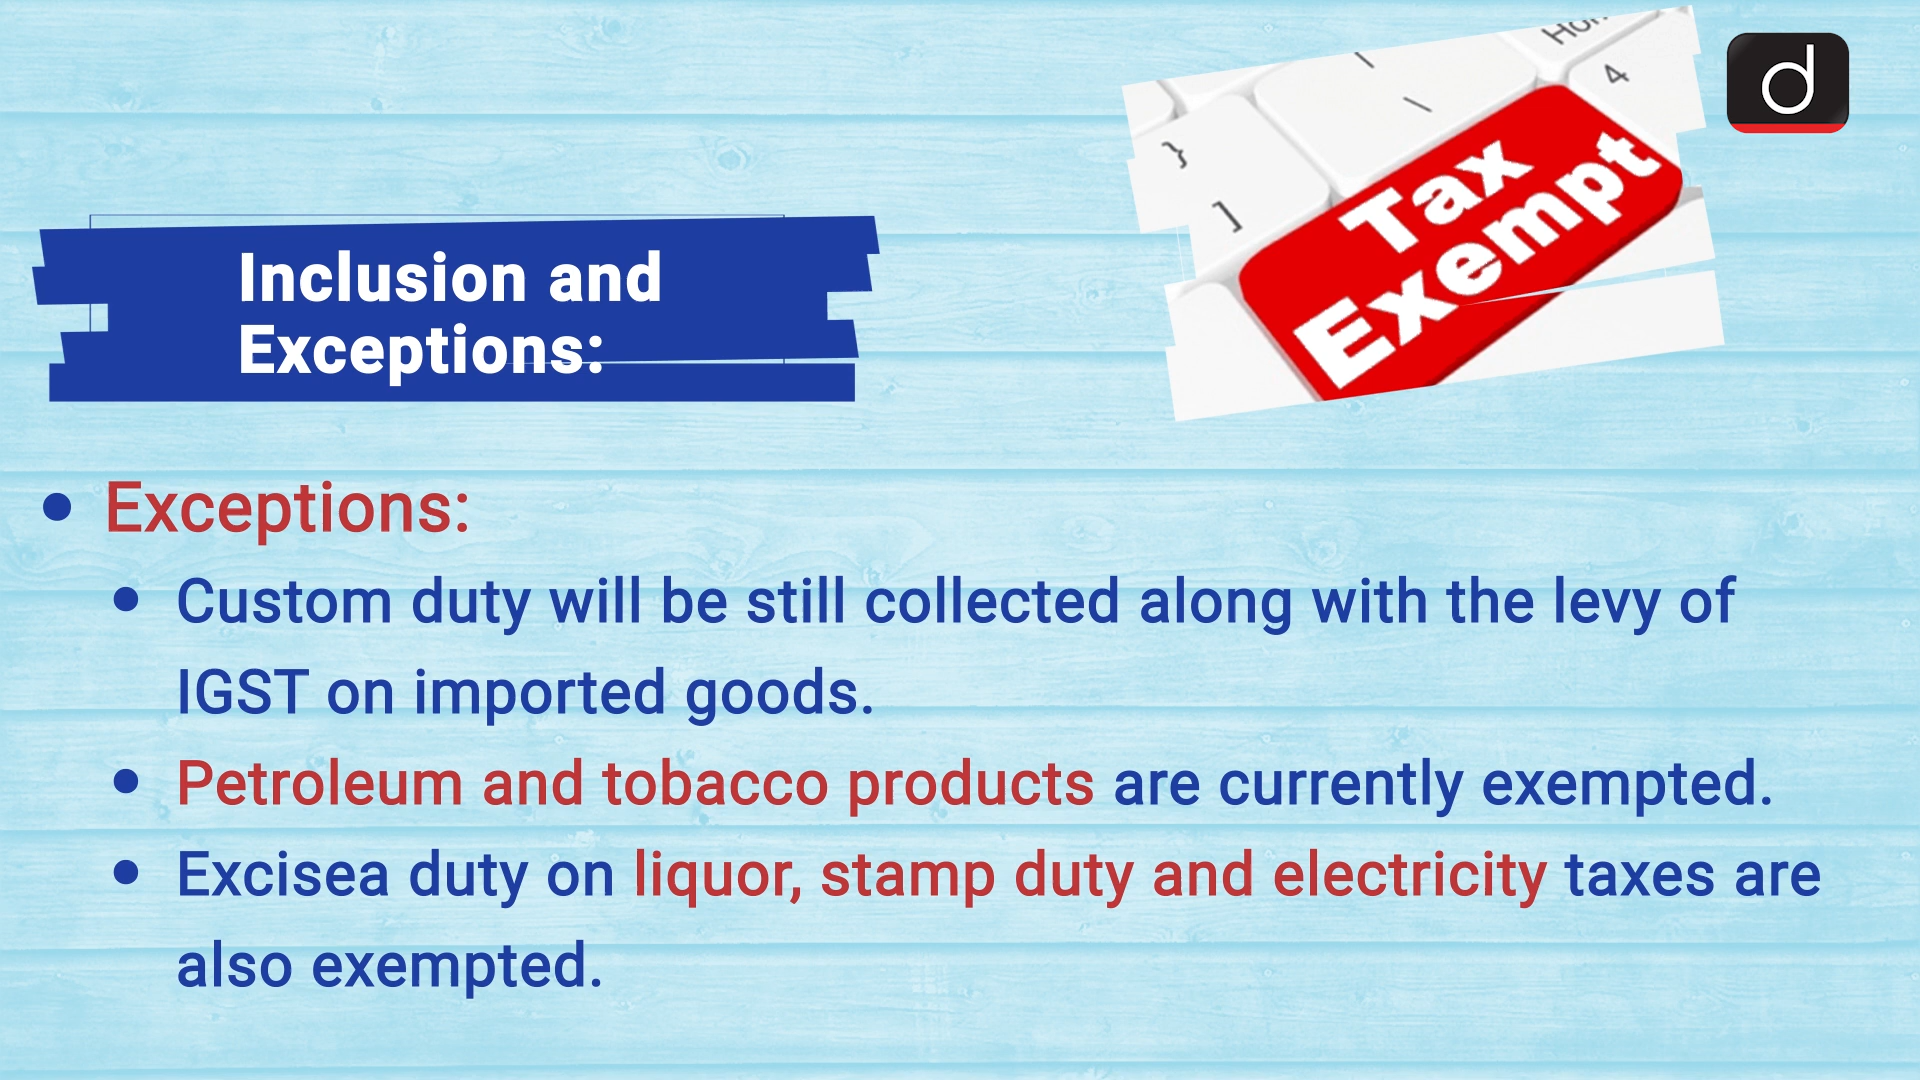 Hom
4
}
]
\
Tax
Exempt
d
Inclusion and
Exceptions:
Exceptions:
Custom duty will be still collected along with the levy of
IGST on imported goods.
Petroleum and tobacco products are currently exempted.
Excisea duty on liquor, stamp duty and electricity taxes are
also exempted.